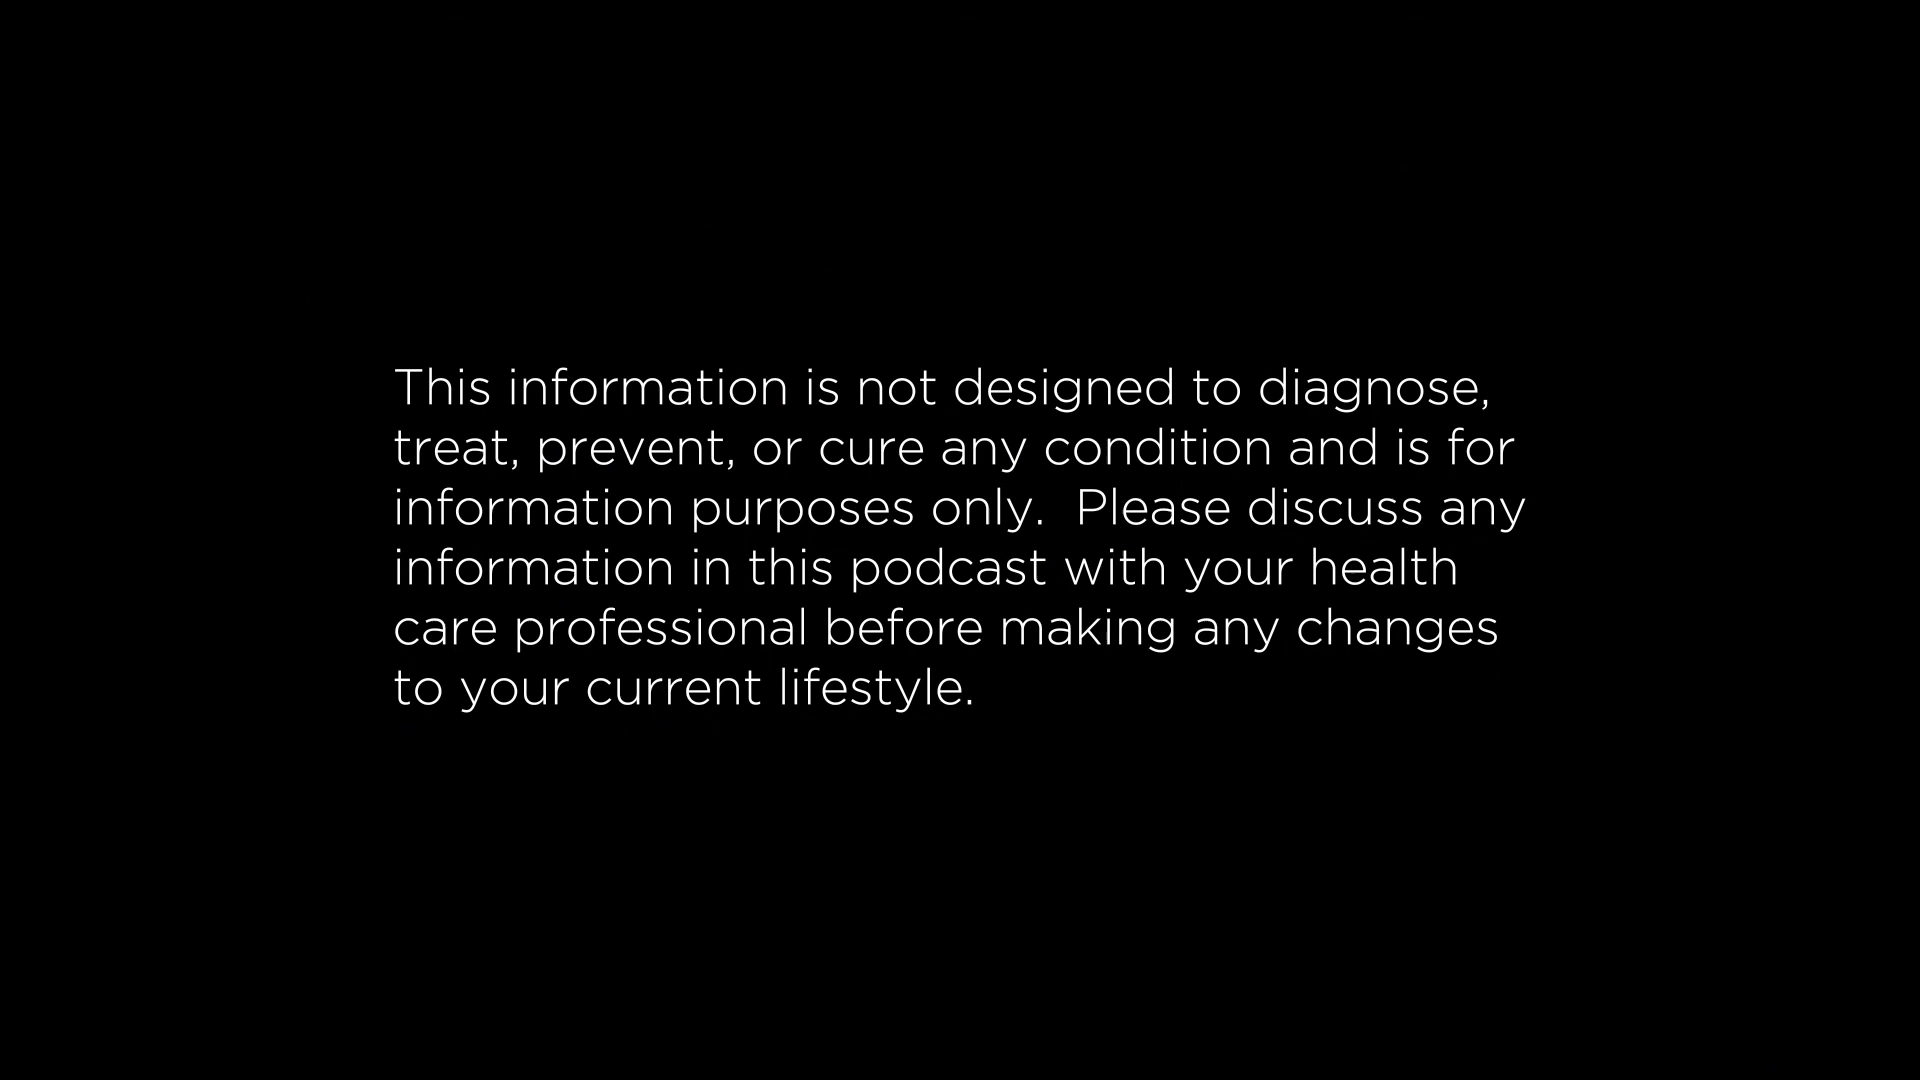 This information is not designed to diagnose,
treat, prevent, or cure any condition and is for
information purposes only.  Please discuss any
information in this podcast with your health
care professional before making any changes
to your current lifestyle.